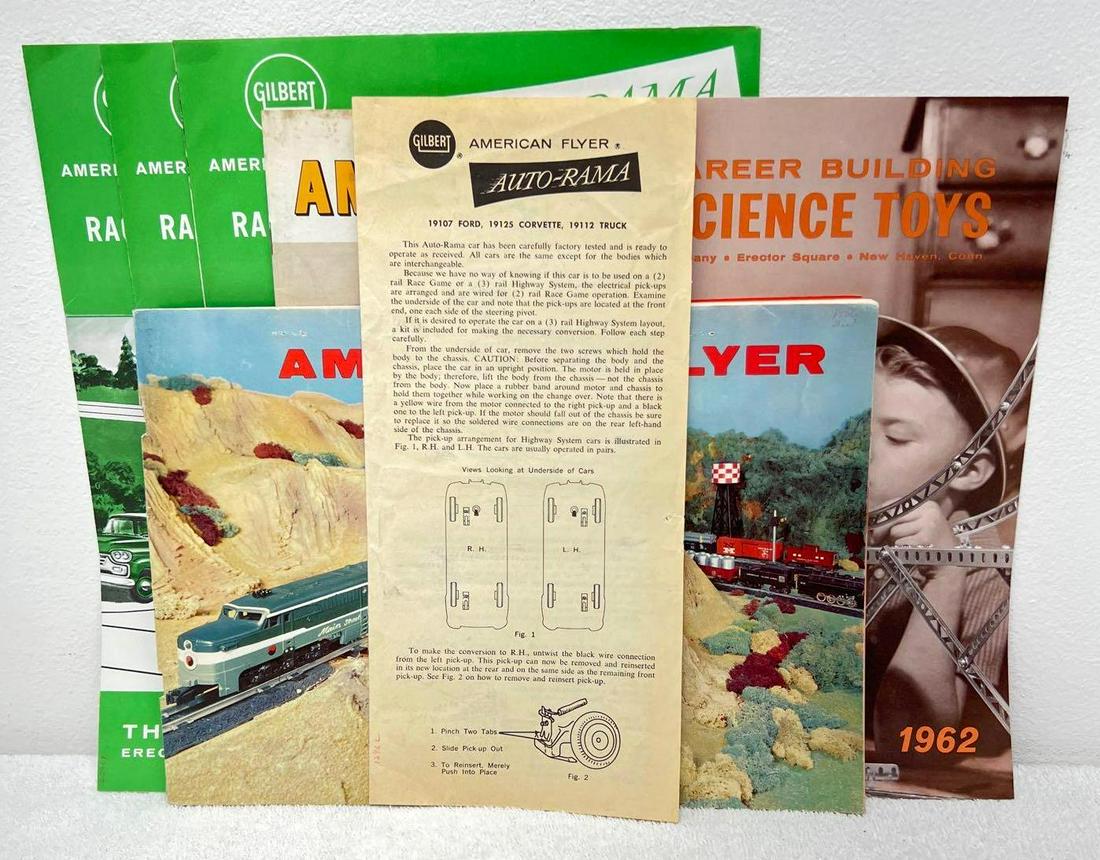 GILBERT
AMERI
RA
AMERI
RA
GILBERT
AMERI
RA
RAMA
AM
GILBERT
AMERICAN FLYER ®
AUTO-RAMA
19107 FORD, 19125 CORVETTE, 19112 TRUCK
This Auto-Rama car has been carefully factory tested and is ready to
operate as received. All cars are the same except for the bodies which
are interchangeable.
Because we have no way of knowing if this car is to be used on a (2)
rail Race Game or a (3) rail Highway System, the electrical pick-ups
are arranged and are wired for (2) rail Race Game operation. Examine
the underside of the car and note that the pick-ups are located at the front
end, one each side of the steering pivot.
If it is desired to operate the car on a (3) rail Highway System layout,
a kit is included for making the necessary conversion. Follow each step
carefully.
From the underside of car, remove the two screws which hold the
body to the chassis. CAUTION: Before separating the body and the
chassis, place the car in an upright position. The motor is held in place
by the body; therefore, lift the body from the chassis — not the chassis
from the body. Now place a rubber band around motor and chassis to
hold them together while working on the change over. Note that there is
a yellow wire from the motor connected to the right pick-up and a black
one to the left pick-up. If the motor should fall out of the chassis be sure
to replace it so the soldered wire connections are on the rear left-hand
side of the chassis.
The pick-up arrangement for Highway System cars is illustrated in
Fig. 1, R.H. and L.H. The cars are usually operated in pairs.
Views Looking at Underside of Cars
R. H.
L. H.
Fig. 1
To make the conversion to R.H., untwist the black wire connection
from the left pick-up. This pick-up can now be removed and reinserted
in its new location at the rear and on the same side as the remaining front
pick-up. See Fig. 2 on how to remove and reinsert pick-up.
1. Pinch Two Tabs
2. Slide Pick-up Out
3. To Reinsert, Merely
Push Into Place
Fig. 2
AREER BUILDING
CIENCE TOYS
any • Erector Square • New Haven, Conn.
1962
AM
LYER
Main Street
TH
EREC